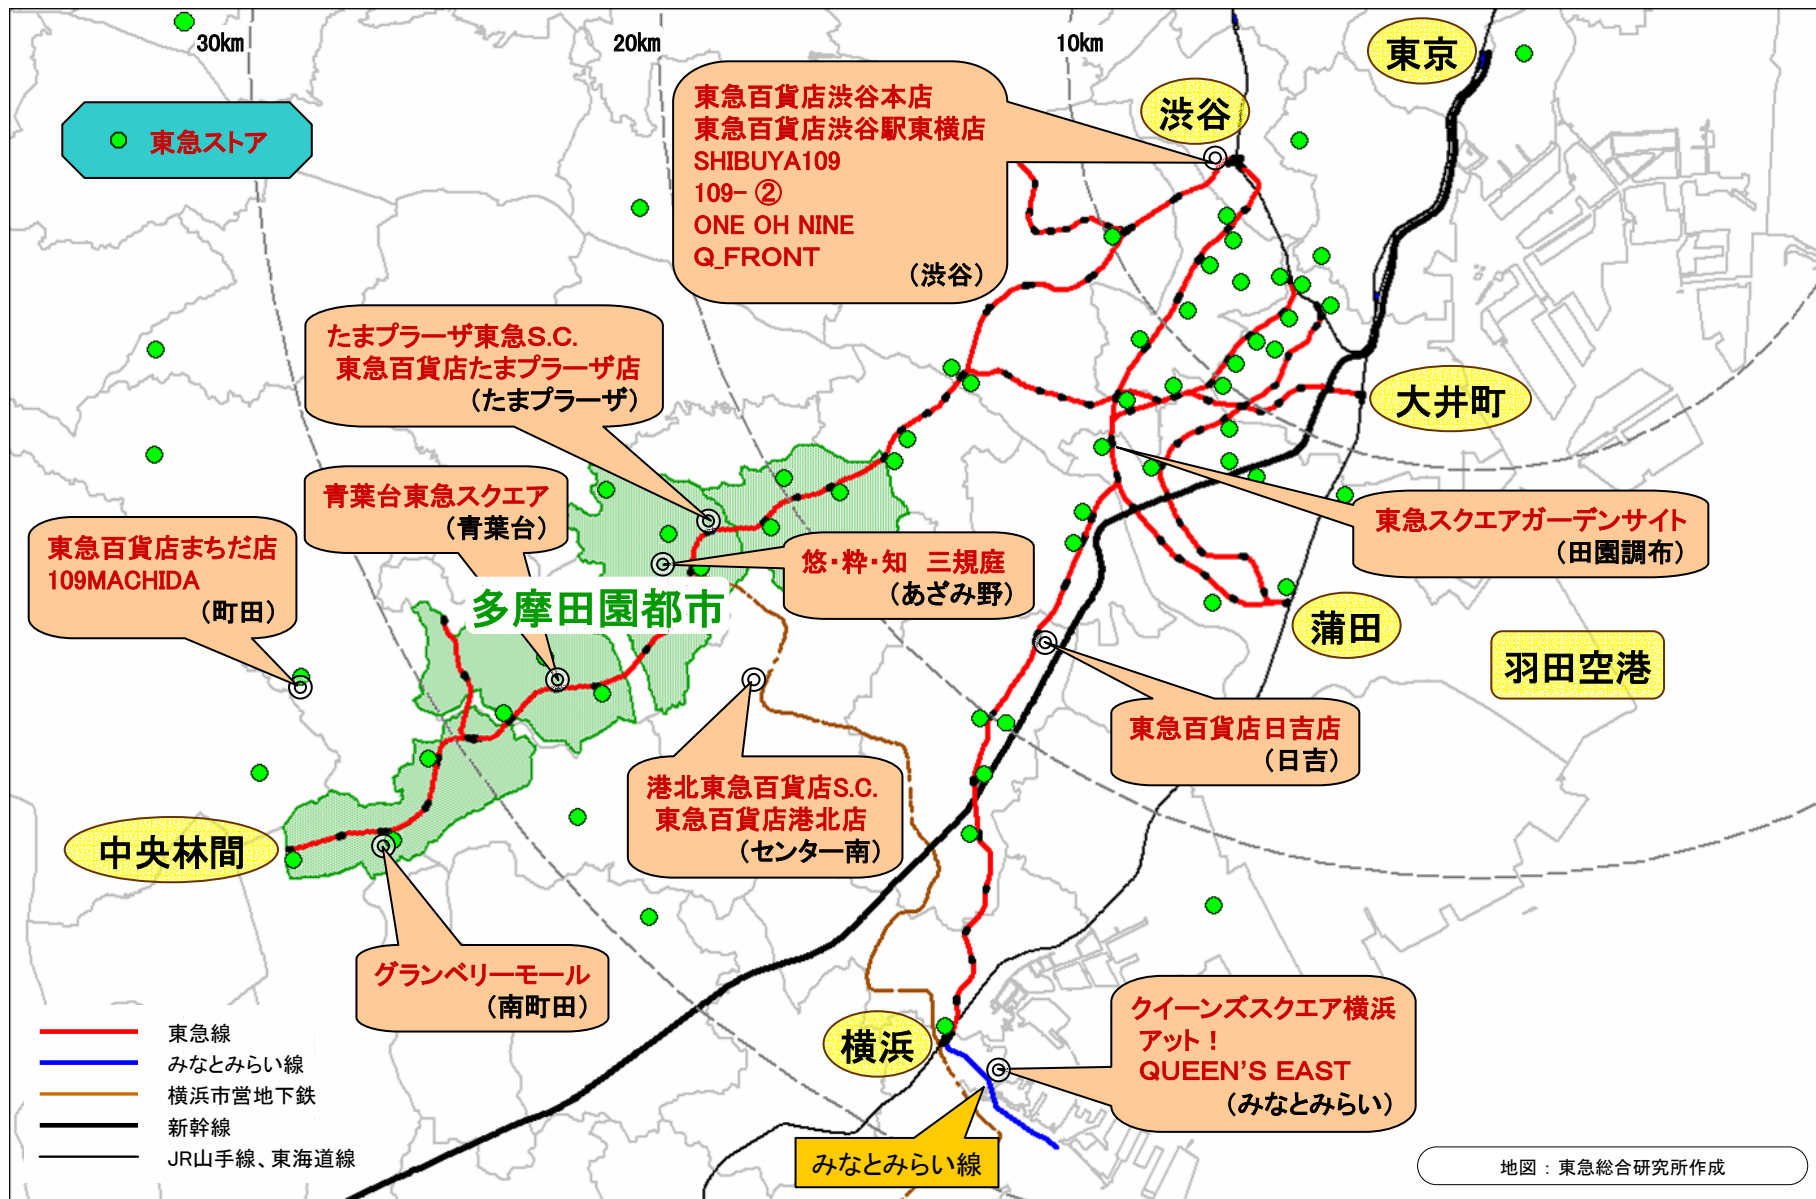 30km
20km
10km
東京
渋谷
東急ストア
東急百貨店渋谷本店
東急百貨店渋谷駅東横店
SHIBUYA109
109-②
ONE OH NINE
Q_FRONT
(渋谷)
たまプラーザ東急S.C.
東急百貨店たまプラーザ店
(たまプラーザ)
大井町
青葉台東急スクエア
(青葉台)
東急スクエアガーデンサイト
(田園調布)
東急百貨店まちだ店
109MACHIDA
(町田)
悠・粋・知 三規庭
(あざみ野)
多摩田園都市
蒲田
羽田空港
東急百貨店日吉店
(日吉)
港北東急百貨店S.C.
東急百貨店港北店
(センター南)
中央林間
グランベリーモール
(南町田)
クイーンズスクエア横浜
アット!
QUEEN'S EAST
(みなとみらい)
横浜
みなとみらい線
東急線
みなとみらい線
横浜市営地下鉄
新幹線
JR山手線、東海道線
地図:東急総合研究所作成